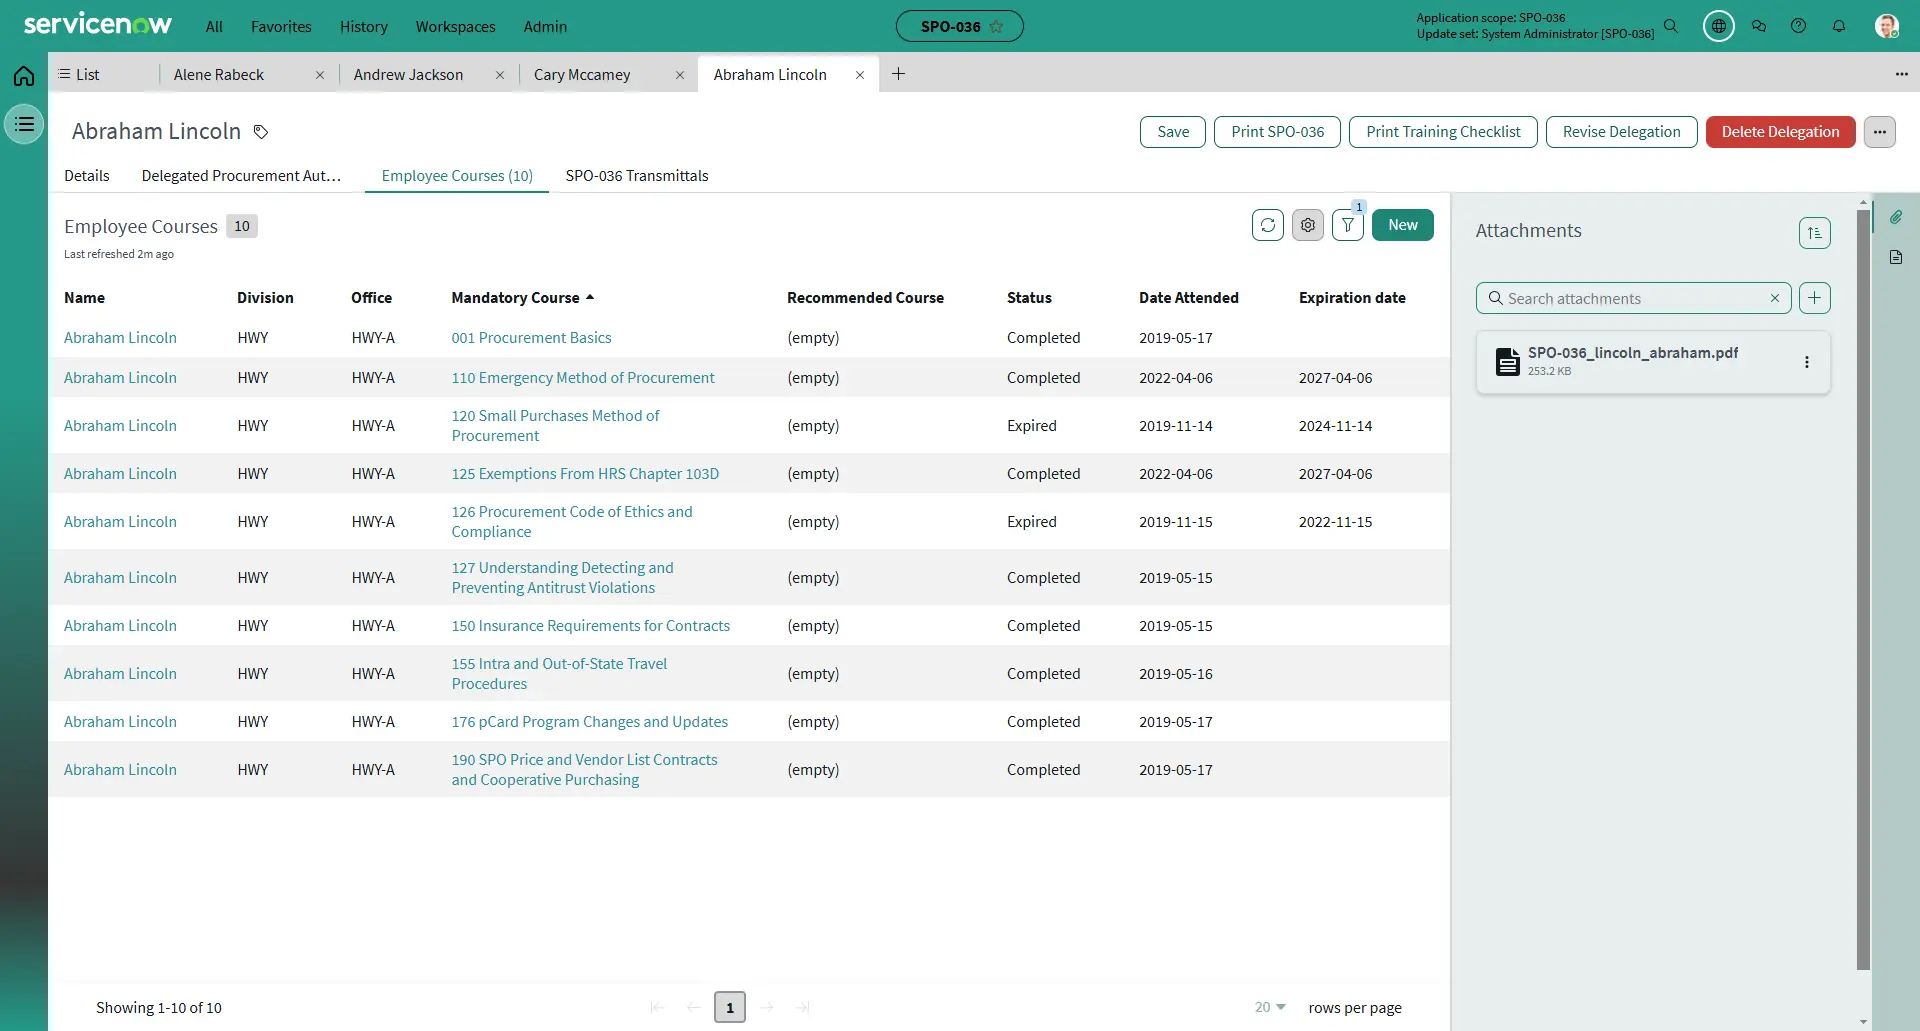 servicenow
All
Favorites
History
Workspaces
Admin
SPO-036
Application scope: SPO-036
Update set: System Administrator [SPO-036]
List
Alene Rabeck
Andrew Jackson
Cary Mccamey
Abraham Lincoln
Abraham Lincoln
Save
Print SPO-036
Print Training Checklist
Revise Delegation
Delete Delegation
Details
Delegated Procurement Aut...
Employee Courses (10)
SPO-036 Transmittals
Employee Courses 10
Last refreshed 2m ago
1
New
Name Division Office Mandatory Course Recommended Course Status Date Attended Expiration date
Abraham Lincoln HWY HWY-A 001 Procurement Basics (empty) Completed 2019-05-17
Abraham Lincoln HWY HWY-A 110 Emergency Method of Procurement (empty) Completed 2022-04-06 2027-04-06
Abraham Lincoln HWY HWY-A 120 Small Purchases Method of
Procurement (empty) Expired 2019-11-14 2024-11-14
Abraham Lincoln HWY HWY-A 125 Exemptions From HRS Chapter 103D (empty) Completed 2022-04-06 2027-04-06
Abraham Lincoln HWY HWY-A 126 Procurement Code of Ethics and
Compliance (empty) Expired 2019-11-15 2022-11-15
Abraham Lincoln HWY HWY-A 127 Understanding Detecting and
Preventing Antitrust Violations (empty) Completed 2019-05-15
Abraham Lincoln HWY HWY-A 150 Insurance Requirements for Contracts (empty) Completed 2019-05-15
Abraham Lincoln HWY HWY-A 155 Intra and Out-of-State Travel
Procedures (empty) Completed 2019-05-16
Abraham Lincoln HWY HWY-A 176 pCard Program Changes and Updates (empty) Completed 2019-05-17
Abraham Lincoln HWY HWY-A 190 SPO Price and Vendor List Contracts
and Cooperative Purchasing (empty) Completed 2019-05-17
Showing 1-10 of 10
1
20 rows per page
Attachments
Search attachments
SPO-036_lincoln_abraham.pdf
253.2 KB